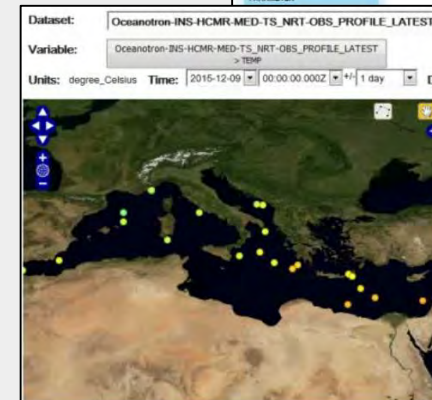 Dataset: Oceanotron-INS-HCMR-MED-TS_NRT-OBS_PROFILE_LATEST
Variable: Oceanotron-INS-HCMR-MED-TS_NRT-OBS_PROFILE_LATEST
> TEMP
Units: degree_Celsius Time: 2015-12-09 00:00:00.000Z +/- 1 day